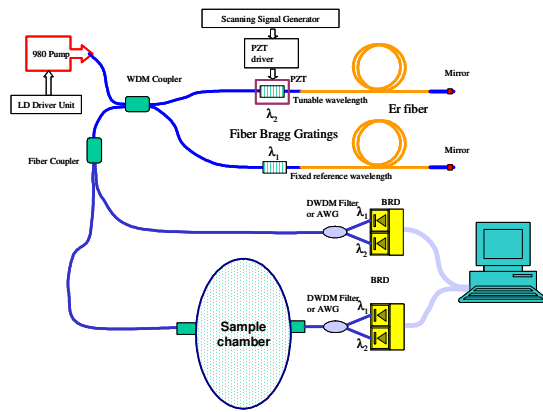 Scanning Signal Generator
980 Pump
PZT
driver
WDM Coupler
PZT
Mirror
LD Driver Unit
Tunable wavelength
Er fiber
λ2
Fiber Bragg Gratings
Fiber Coupler
λ1
Mirror
Fixed reference wavelength
DWDM Filter
or AWG
BRD
λ1
λ2
BRD
DWDM Filter
or AWG
λ1
λ2
Sample
chamber